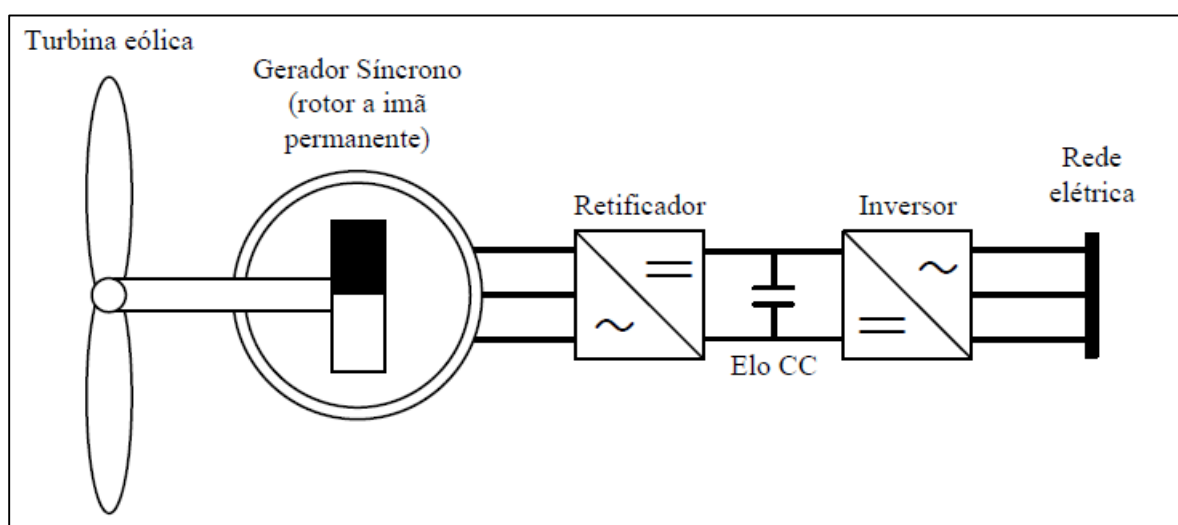 Turbina eólica
Gerador Síncrono
(rotor a imã
permanente)
Retificador
Elo CC
Inversor
Rede
elétrica